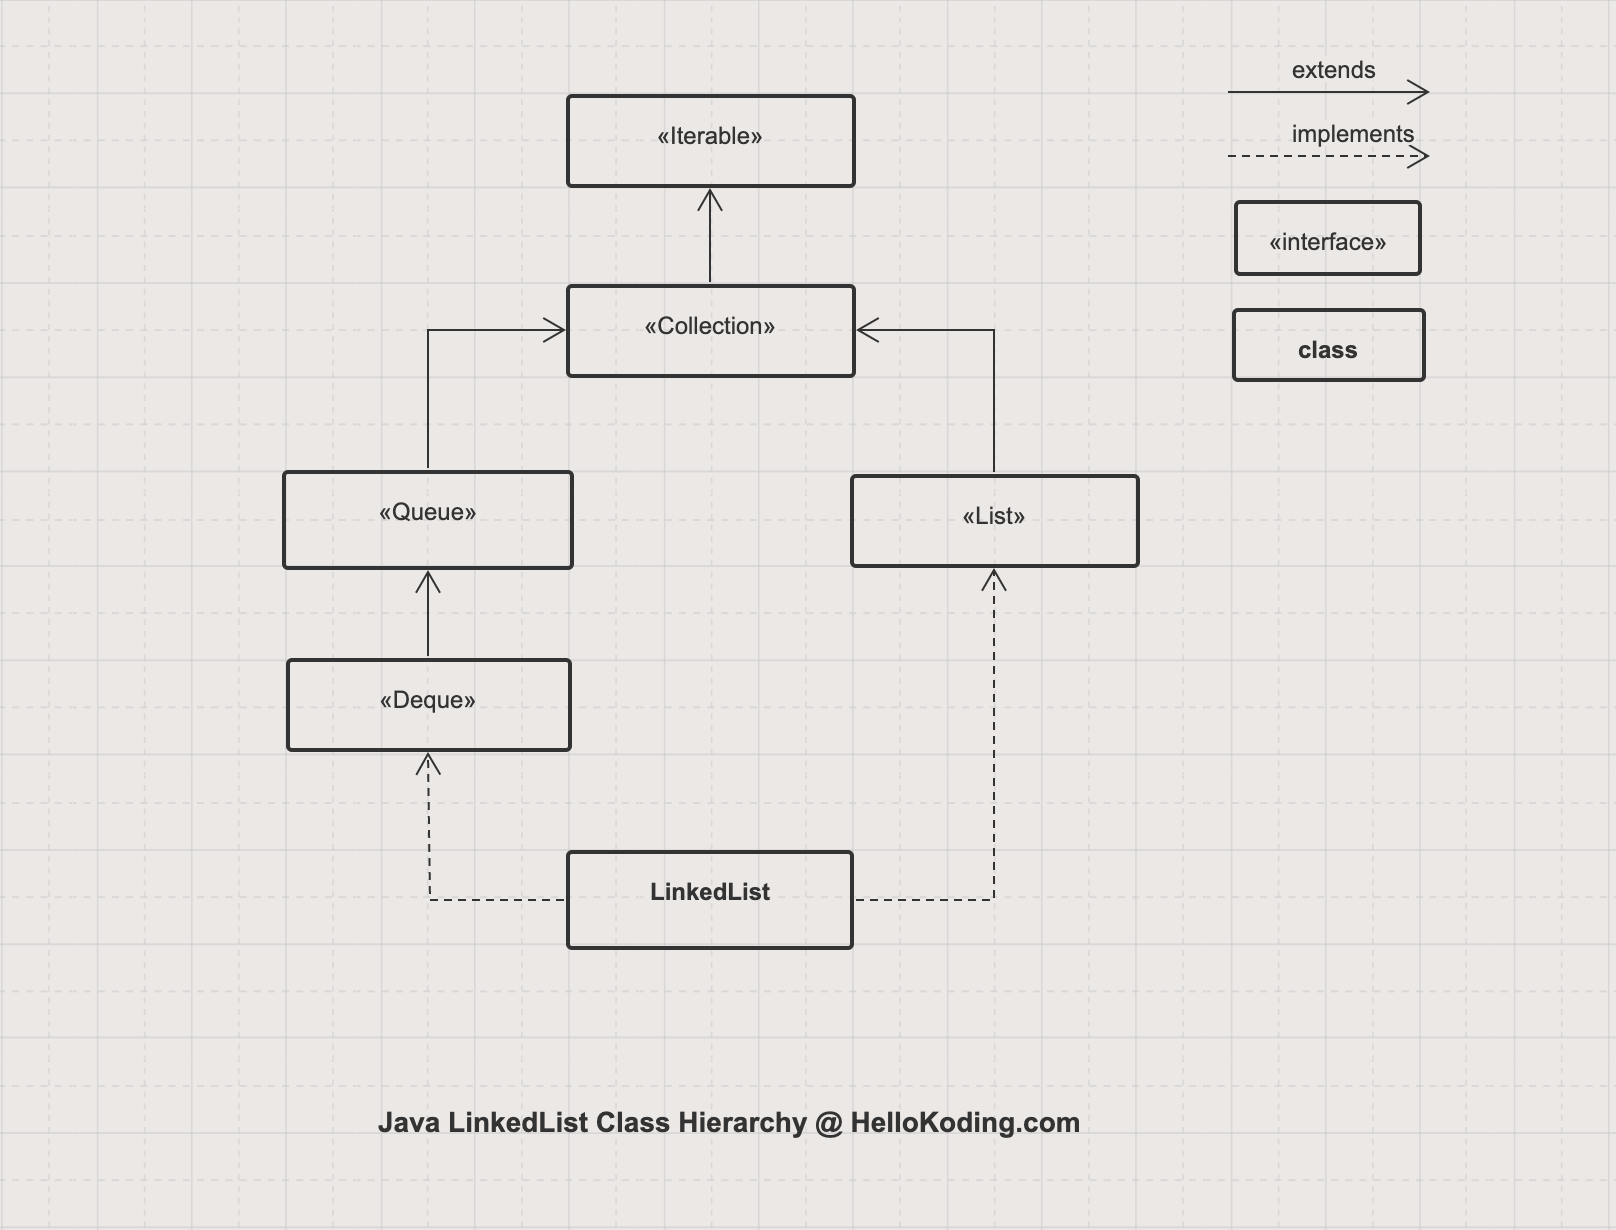 extends
implements
«Iterable»
«interface»
«Collection»
class
«Queue»
«List»
«Deque»
LinkedList
Java LinkedList Class Hierarchy @ HelloKoding.com